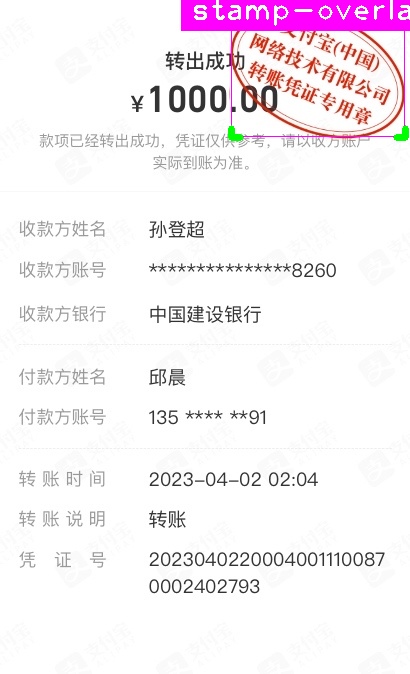 stamp-overla
支付宝(中国)
网络技术有限公司
转账凭证专用章
转出成功
¥1000.00
款项已经转出成功，凭证仅供参考，请以收方账户
实际到账为准。
收款方姓名 孙登超
收款方账号 ***************8260
收款方银行 中国建设银行
付款方姓名 邱晨
付款方账号 135 **** **91
转账时间 2023-04-02 02:04
转账说明 转账
凭证号 2023040220004001110087
0002402793